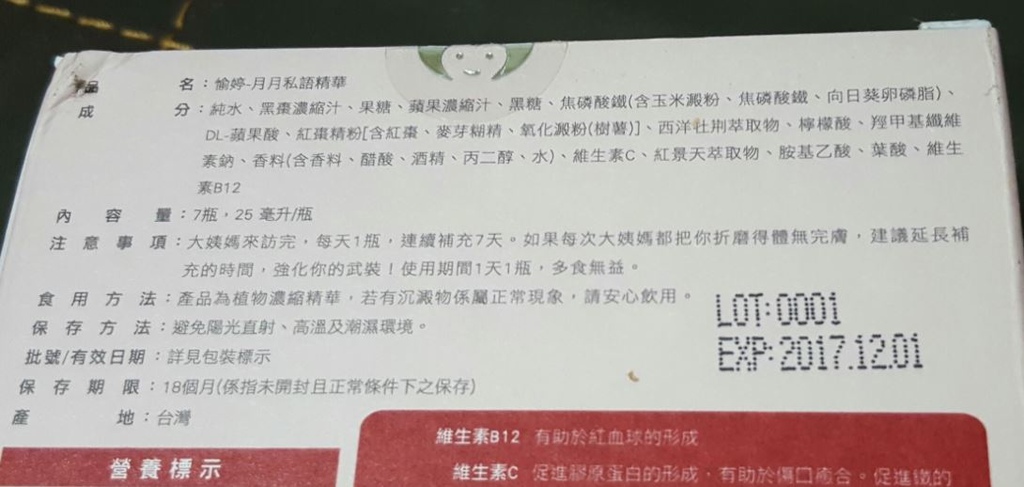 品名：愉婷-月月私語精華
成分：純水、黑棗濃縮汁、果糖、蘋果濃縮汁、黑糖、焦磷酸鐵(含玉米澱粉、焦磷酸鐵、向日葵卵磷脂)、
DL-蘋果酸、紅棗精粉[含紅棗、麥芽糊精、氧化澱粉(樹薯)]、西洋牡荆萃取物、檸檬酸、羥甲基纖維
素鈉、香料(含香料、醋酸、酒精、丙二醇、水)、維生素C、紅景天萃取物、胺基乙酸、葉酸、維生
素B12
內容量：7瓶，25 毫升/瓶
注意事項：大姨媽來訪完，每天1瓶，連續補充7天。如果每次大姨媽都把你折磨得體無完膚，建議延長補
充的時間，強化你的武裝！使用期間1天1瓶，多食無益。
食用方法：產品為植物濃縮精華，若有沉澱物係屬正常現象，請安心飲用。
保存方法：避免陽光直射、高溫及潮濕環境。
批號/有效日期：詳見包裝標示
保存期限：18個月(係指未開封且正常條件下之保存)
產地：台灣
LOT:0001
EXP:2017.12.01
營養標示
維生素B12 有助於紅血球的形成
維生素C 促進膠原蛋白的形成，有助於傷口癒合。促進鐵的